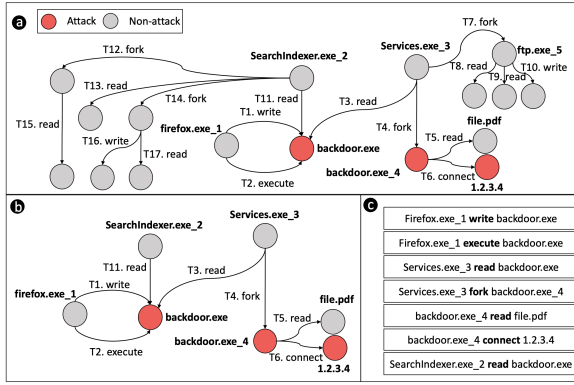 a
Attack
Non-attack
T7. fork
Services.exe_3
ftp.exe_5
T12. fork
SearchIndexer.exe_2
T8. read
T9. read
T10. write
T13. read
T14. fork
T11. read
T3. read
T1. write
T4. fork
file.pdf
T15. read
T16. write
firefox.exe_1
T5. read
T17. read
backdoor.exe
backdoor.exe_4
T2. execute
T6. connect
1.2.3.4
b
SearchIndexer.exe_2
Services.exe_3
T11. read
T3. read
firefox.exe_1
T1. write
T4. fork
file.pdf
backdoor.exe
T5. read
backdoor.exe_4
T2. execute
T6. connect
1.2.3.4
c
Firefox.exe_1 write backdoor.exe
Firefox.exe_1 execute backdoor.exe
Services.exe_3 read backdoor.exe
Services.exe_3 fork backdoor.exe_4
backdoor.exe_4 read file.pdf
backdoor.exe_4 connect 1.2.3.4
SearchIndexer.exe_2 read backdoor.exe